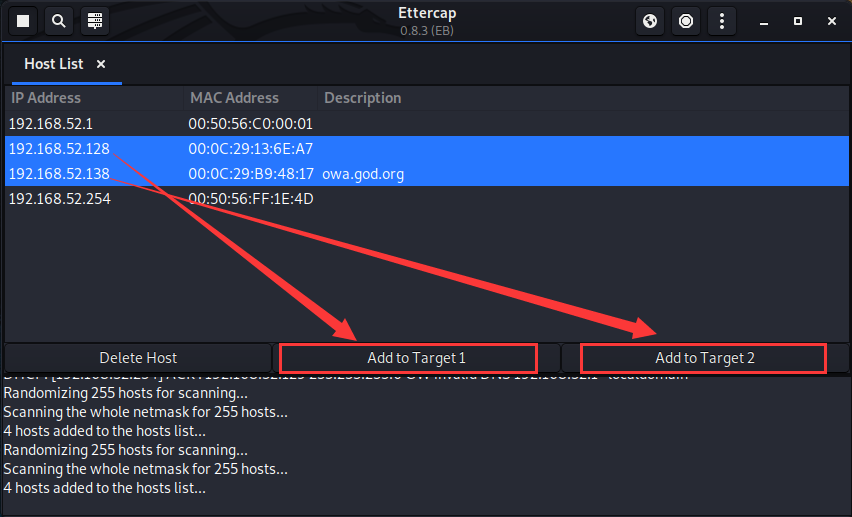 Ettercap
0.8.3 (EB)
Host List ×
IP Address MAC Address Description
192.168.52.1 00:50:56:C0:00:01
192.168.52.128 00:0C:29:13:6E:A7
192.168.52.138 00:0C:29:B9:48:17 owa.god.org
192.168.52.254 00:50:56:FF:1E:4D
Delete Host Add to Target 1 Add to Target 2
Randomizing 255 hosts for scanning...
Scanning the whole netmask for 255 hosts...
4 hosts added to the hosts list...
Randomizing 255 hosts for scanning...
Scanning the whole netmask for 255 hosts...
4 hosts added to the hosts list...